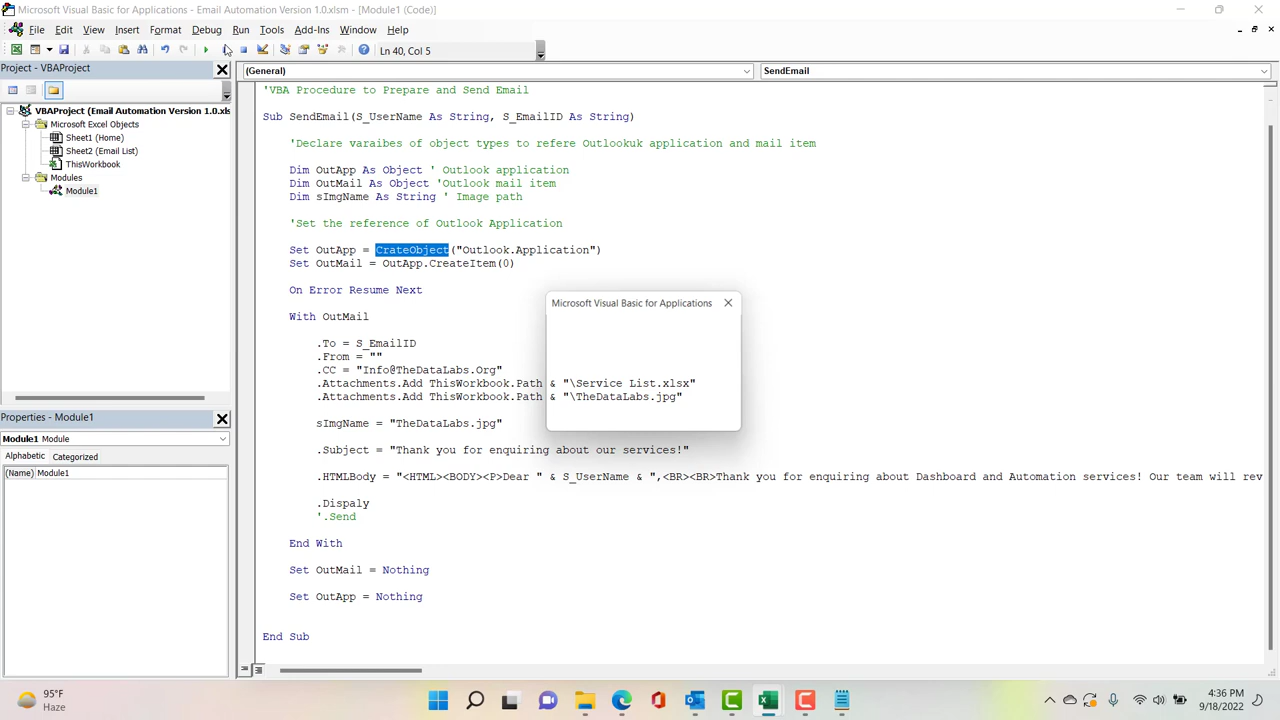 Microsoft Visual Basic for Applications - Email Automation Version 1.0.xlsm - [Module1 (Code)]
File Edit View Insert Format Debug Run Tools Add-Ins Window Help
Ln 40, Col 5
Project - VBAProject
(General)
SendEmail
VBAProject (Email Automation Version 1.0.xls
Microsoft Excel Objects
Sheet1 (Home)
Sheet2 (Email List)
ThisWorkbook
Modules
Module1
Properties - Module1
Module1 Module
Alphabetic Categorized
(Name) Module1
'VBA Procedure to Prepare and Send Email
Sub SendEmail(S_UserName As String, S_EmailID As String)
'Declare varaibes of object types to refere Outlookuk application and mail item
Dim OutApp As Object ' Outlook application
Dim OutMail As Object 'Outlook mail item
Dim sImgName As String ' Image path
'Set the reference of Outlook Application
Set OutApp = CrateObject("Outlook.Application")
Set OutMail = OutApp.CreateItem(0)
On Error Resume Next
Microsoft Visual Basic for Applications
With OutMail
.To = S_EmailID
.From = ""
.CC = "Info@TheDataLabs.Org"
.Attachments.Add ThisWorkbook.Path & "\Service List.xlsx"
.Attachments.Add ThisWorkbook.Path & "\TheDataLabs.jpg"
sImgName = "TheDataLabs.jpg"
.Subject = "Thank you for enquiring about our services!"
.HTMLBody = "<HTML><BODY><P>Dear " & S_UserName & ",<BR><BR>Thank you for enquiring about Dashboard and Automation services! Our team will rev
.Dispaly
'.Send
End With
Set OutMail = Nothing
Set OutApp = Nothing
End Sub
95°F
Haze
4:36 PM
9/18/2022